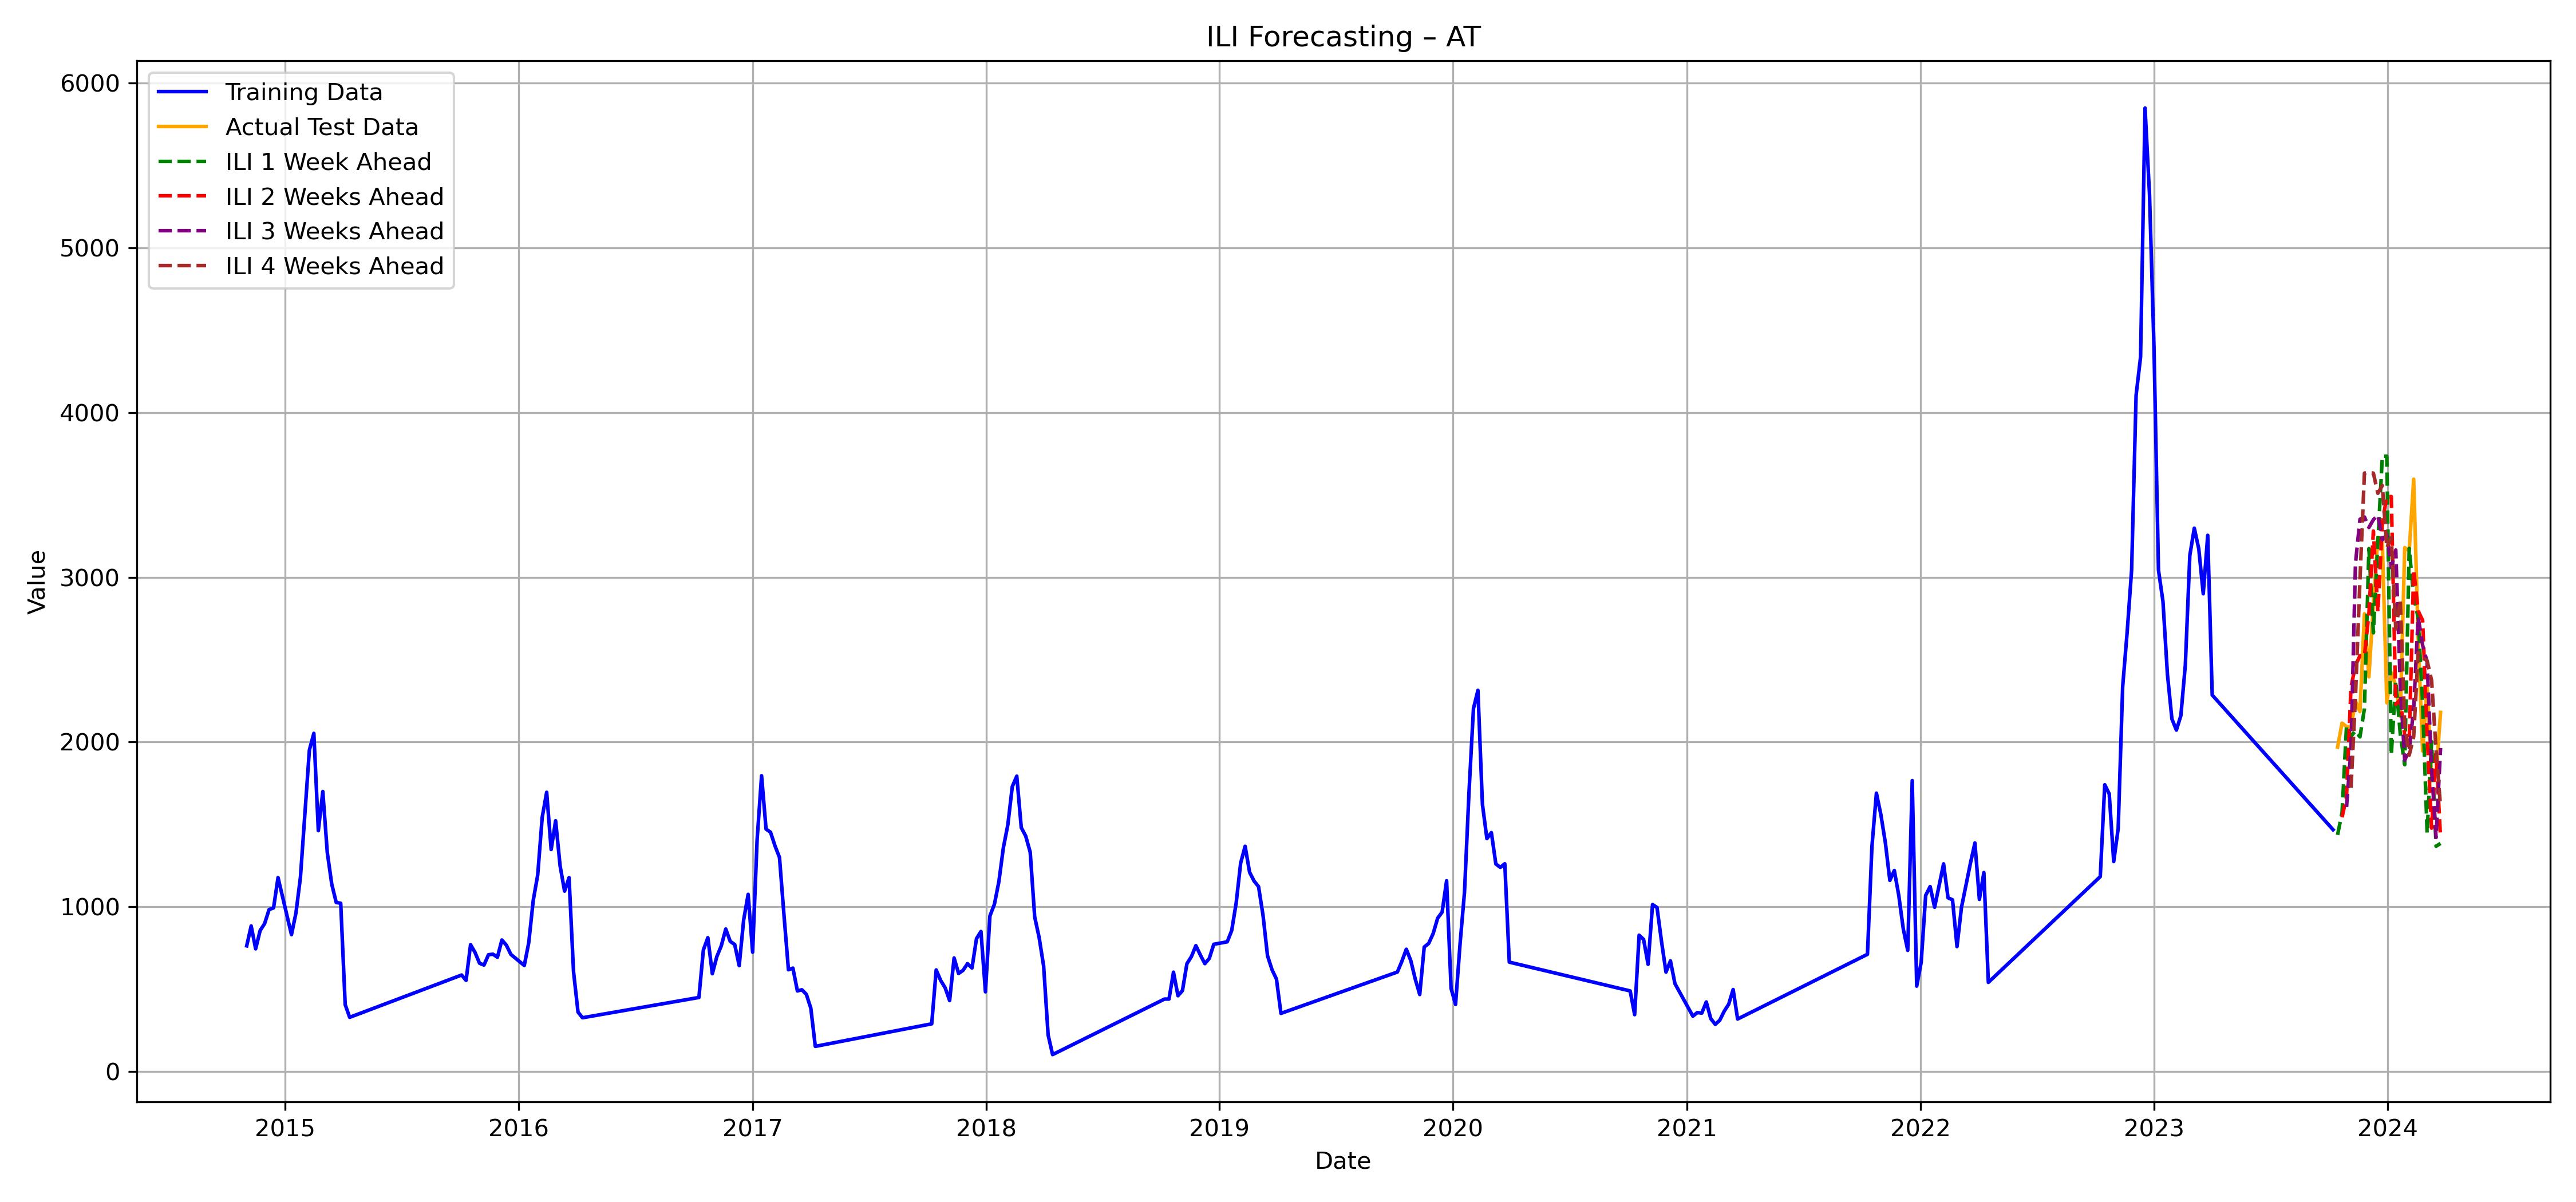 ILI Forecasting – AT
Training Data
Actual Test Data
ILI 1 Week Ahead
ILI 2 Weeks Ahead
ILI 3 Weeks Ahead
ILI 4 Weeks Ahead
6000
5000
4000
3000
2000
1000
0
Value
2015 2016 2017 2018 2019 2020 2021 2022 2023 2024
Date